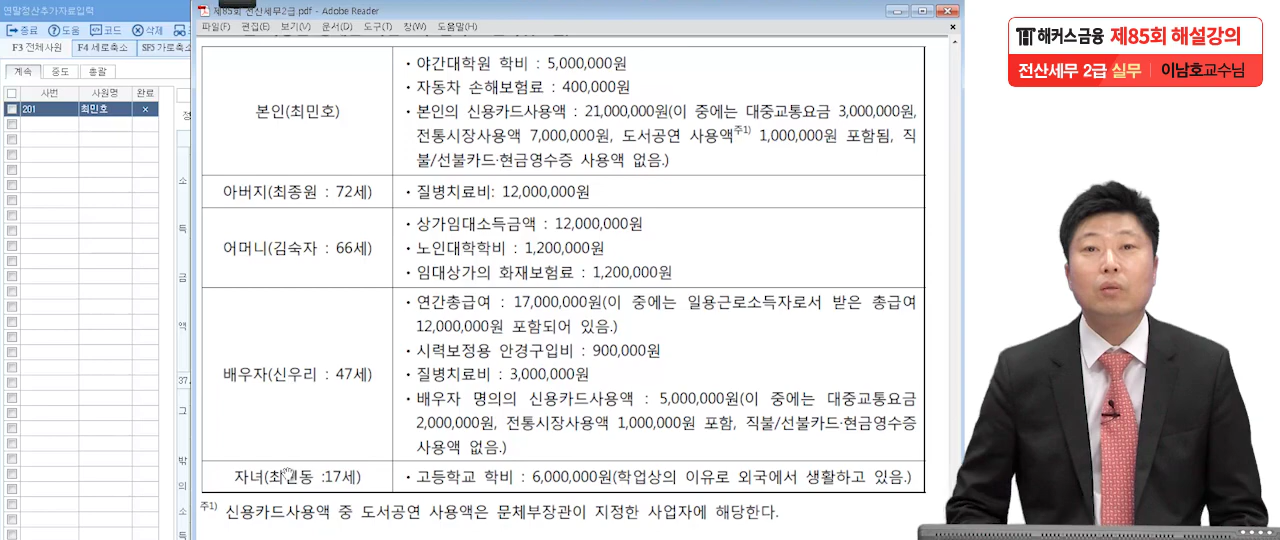 연말정산추가자료입력
종료 도움 코드 삭제
F3 전체사원 F4 세로축소 SF5 가로축소
계속 중도 총괄
사번 사원명 완료
201 최민호 ×
소
득
금
액
37,
그
밖
의
소
득
제85회 전산세무2급.pdf - Adobe Reader
파일(F) 편집(E) 보기(V) 문서(D) 도구(T) 창(W) 도움말(H)
본인(최민호)
• 야간대학원 학비 : 5,000,000원
• 자동차 손해보험료 : 400,000원
• 본인의 신용카드사용액 : 21,000,000원(이 중에는 대중교통요금 3,000,000원,
전통시장사용액 7,000,000원, 도서공연 사용액주1) 1,000,000원 포함됨, 직
불/선불카드·현금영수증 사용액 없음.)
아버지(최종원 : 72세)
• 질병치료비: 12,000,000원
어머니(김숙자 : 66세)
• 상가임대소득금액 : 12,000,000원
• 노인대학학비 : 1,200,000원
• 임대상가의 화재보험료 : 1,200,000원
배우자(신우리 : 47세)
• 연간총급여 : 17,000,000원(이 중에는 일용근로소득자로서 받은 총급여
12,000,000원 포함되어 있음.)
• 시력보정용 안경구입비 : 900,000원
• 질병치료비 : 3,000,000원
• 배우자 명의의 신용카드사용액 : 5,000,000원(이 중에는 대중교통요금
2,000,000원, 전통시장사용액 1,000,000원 포함, 직불/선불카드·현금영수증
사용액 없음.)
자녀(최 동 :17세)
• 고등학교 학비 : 6,000,000원(학업상의 이유로 외국에서 생활하고 있음.)
주1) 신용카드사용액 중 도서공연 사용액은 문체부장관이 지정한 사업자에 해당한다.
해커스금융 제85회 해설강의
전산세무 2급 실무 | 이남호교수님